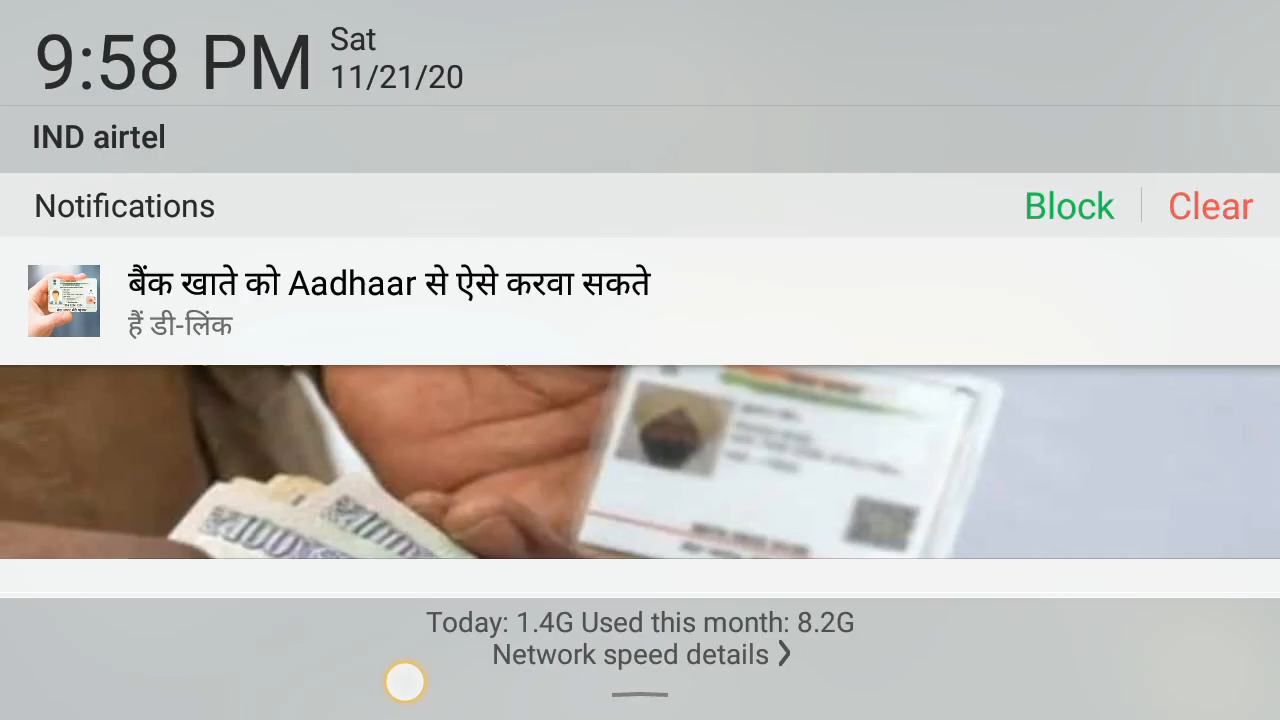 9:58 PM
Sat
11/21/20
IND airtel
Notifications
Block
Clear
बैंक खाते को Aadhaar से ऐसे करवा सकते
हैं डी-लिंक
Today: 1.4G Used this month: 8.2G
Network speed details